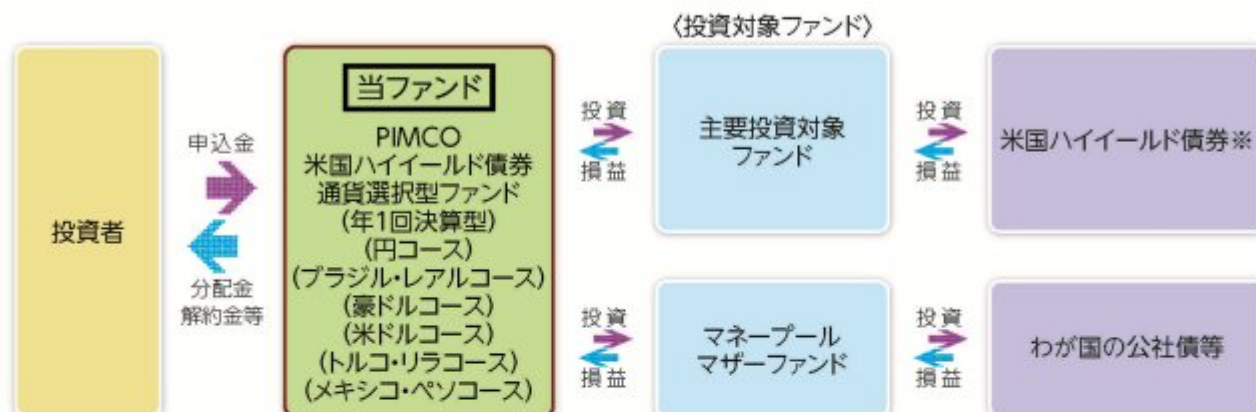 〈投資対象ファンド〉
投資者
申込金
分配金
解約金等
当ファンド
PIMCO
米国ハイイールド債券
通貨選択型ファンド
(年1回決算型)
(円コース)
(ブラジル・レアルコース)
(豪ドルコース)
(米ドルコース)
(トルコ・リラコース)
(メキシコ・ペソコース)
投資
損益
主要投資対象
ファンド
投資
損益
米国ハイイールド債券※
投資
損益
マネープール
マザーファンド
投資
損益
わが国の公社債等